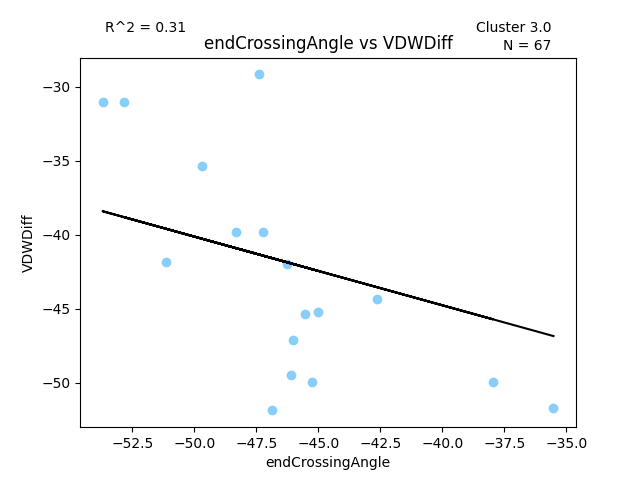 R^2 = 0.31
Cluster 3.0
endCrossingAngle vs VDWDiff
N = 67
−30
−35
−40
−45
−50
VDWDiff
−52.5
−50.0
−47.5
−45.0
−42.5
−40.0
−37.5
−35.0
endCrossingAngle